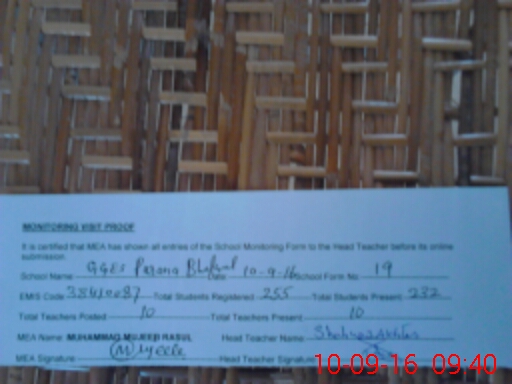 MONITORING VISIT PROOF
It is certified that MEA has shown all entries of the School Monitoring Form to the Head Teacher before its online
submission.
School Name: GGES Purana Bhalwal Date 10-9-16 School Form No. 19
EMIS Code: 38410087 Total Students Registered: 255 Total Students Present: 232
Total Teachers Posted 10 Total Teachers Present: 10
MEA Name: MUHAMMAD MUJEEB RASUL Head Teacher Name:
MEA Signature Head Teacher Signature
10-09-16 09:40